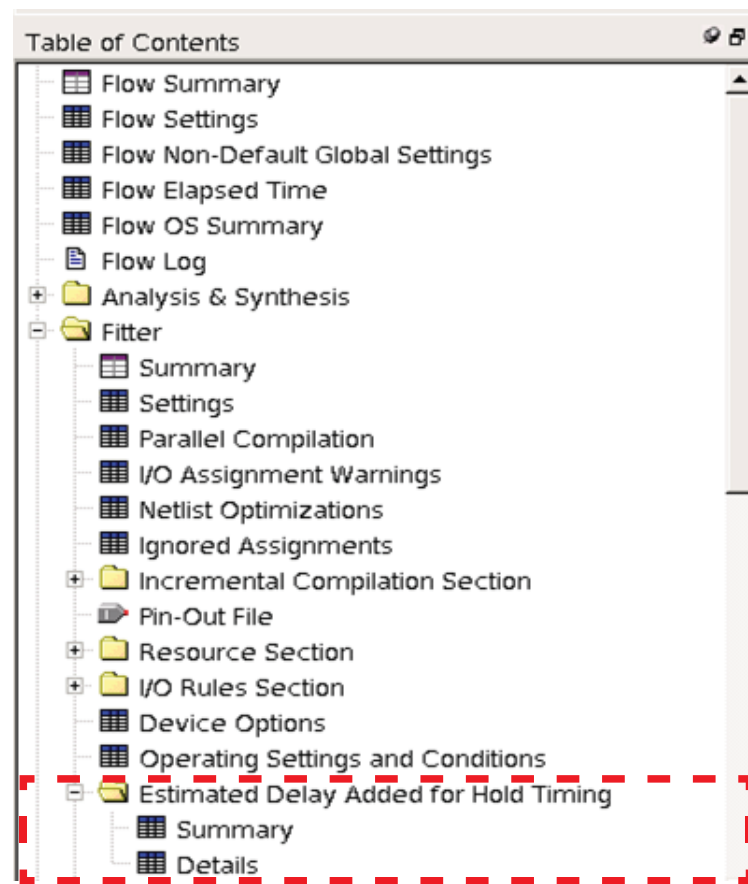 Table of Contents
Flow Summary
Flow Settings
Flow Non-Default Global Settings
Flow Elapsed Time
Flow OS Summary
Flow Log
Analysis & Synthesis
Fitter
Summary
Settings
Parallel Compilation
I/O Assignment Warnings
Netlist Optimizations
Ignored Assignments
Incremental Compilation Section
Pin-Out File
Resource Section
I/O Rules Section
Device Options
Operating Settings and Conditions
Estimated Delay Added for Hold Timing
Summary
Details